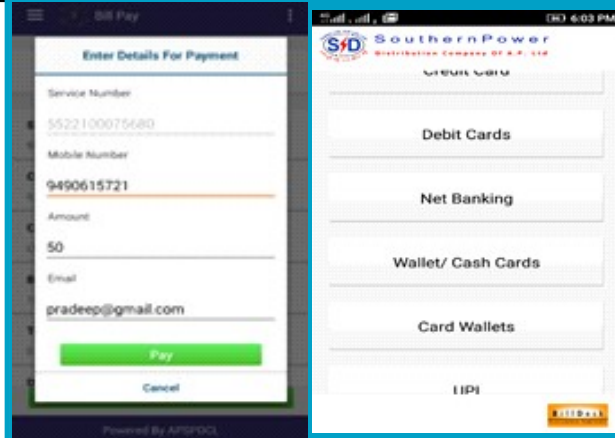 Bill Pay
Enter Details For Payment
Service Number
5522100075680
Mobile Number
9490615721
Amount
50
Email
pradeep@gmail.com
Pay
Cancel
Powered By APSPDCL
6:03 PM
SPD
SouthernPower
Distribution Company Of A.P. Ltd
Credit Card
Debit Cards
Net Banking
Wallet/ Cash Cards
Card Wallets
UPI
BillDesk